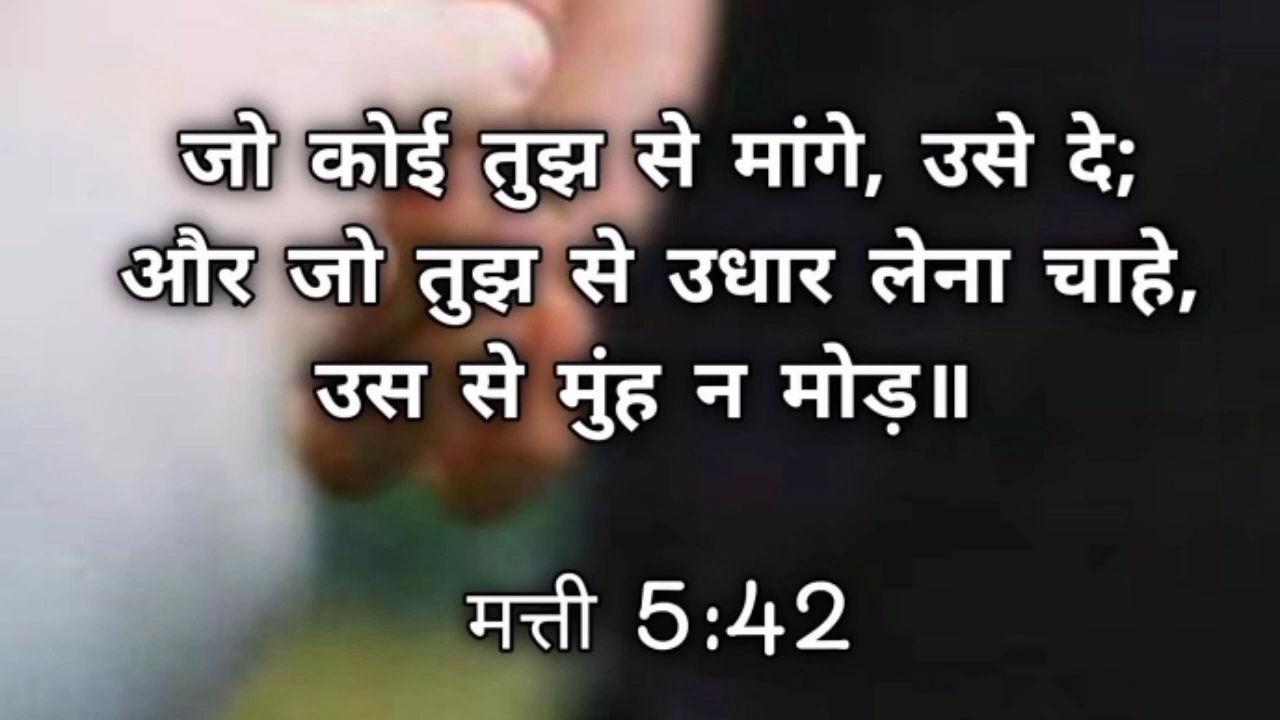 जो कोई तुझ से मांगे, उसे दे;
और जो तुझ से उधार लेना चाहे,
उस से मुंह न मोड़॥
मत्ती 5:42